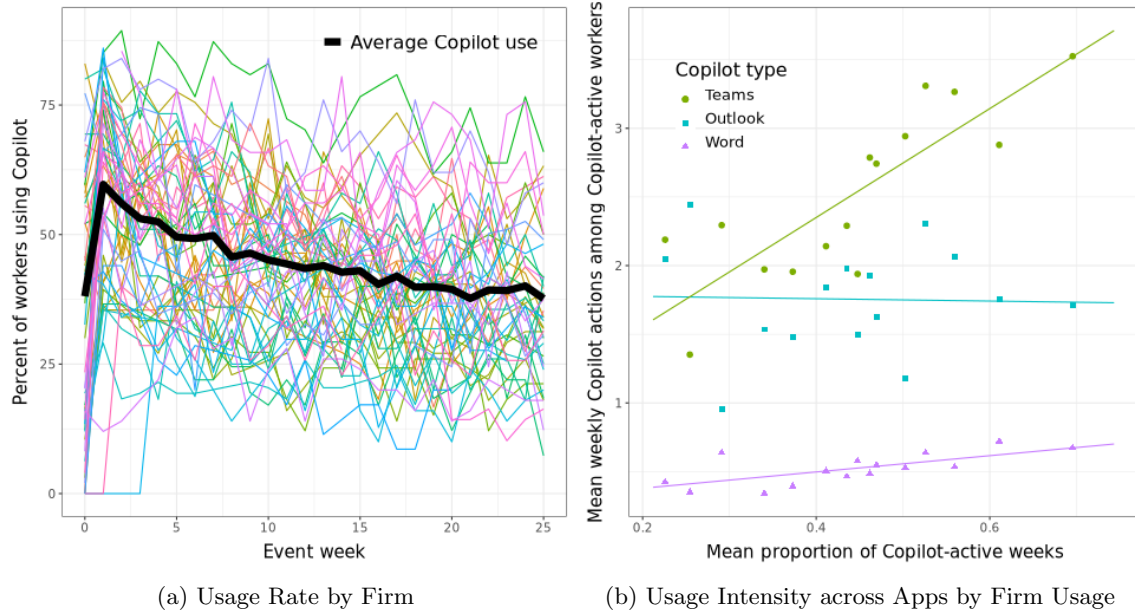 Average Copilot use
Percent of workers using Copilot
75
50
25
0
0 5 10 15 20 25
Event week
(a) Usage Rate by Firm
Mean weekly Copilot actions among Copilot-active workers
Copilot type
Teams
Outlook
Word
3
2
1
0.2 0.4 0.6
Mean proportion of Copilot-active weeks
(b) Usage Intensity across Apps by Firm Usage